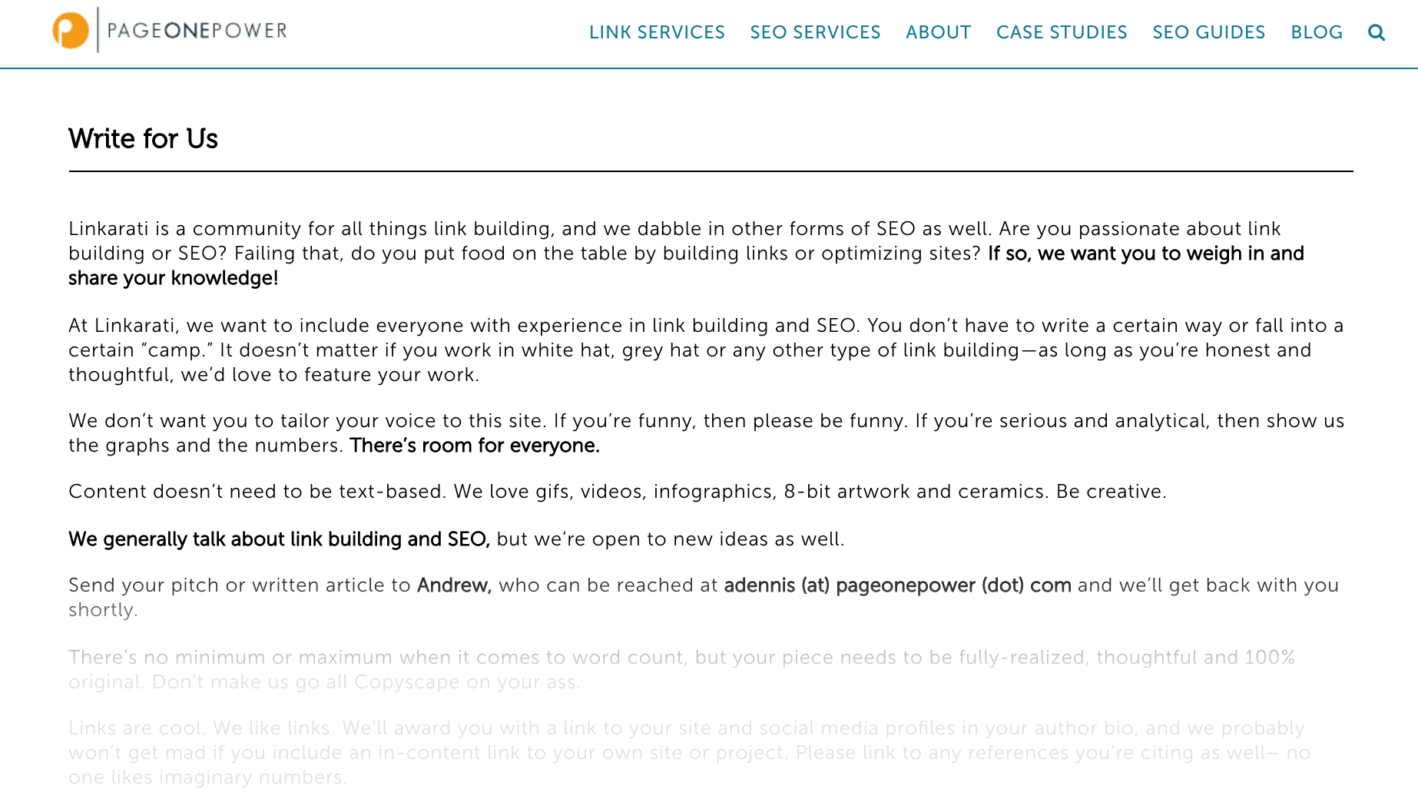 PAGEONEPOWER
LINK SERVICES SEO SERVICES ABOUT CASE STUDIES SEO GUIDES BLOG
Write for Us
Linkarati is a community for all things link building, and we dabble in other forms of SEO as well. Are you passionate about link
building or SEO? Failing that, do you put food on the table by building links or optimizing sites? If so, we want you to weigh in and
share your knowledge!
At Linkarati, we want to include everyone with experience in link building and SEO. You don’t have to write a certain way or fall into a
certain “camp.” It doesn’t matter if you work in white hat, grey hat or any other type of link building—as long as you’re honest and
thoughtful, we’d love to feature your work.
We don’t want you to tailor your voice to this site. If you’re funny, then please be funny. If you’re serious and analytical, then show us
the graphs and the numbers. There’s room for everyone.
Content doesn’t need to be text-based. We love gifs, videos, infographics, 8-bit artwork and ceramics. Be creative.
We generally talk about link building and SEO, but we’re open to new ideas as well.
Send your pitch or written article to Andrew, who can be reached at adennis (at) pageonepower (dot) com and we’ll get back with you
shortly.
There’s no minimum or maximum when it comes to word count, but your piece needs to be fully-realized, thoughtful and 100%
original. Don’t make us go all Copyscape on your ass.
Links are cool. We like links. We’ll award you with a link to your site and social media profiles in your author bio, and we probably
won’t get mad if you include an in-content link to your own site or project. Please link to any references you’re citing as well– no
one likes imaginary numbers.